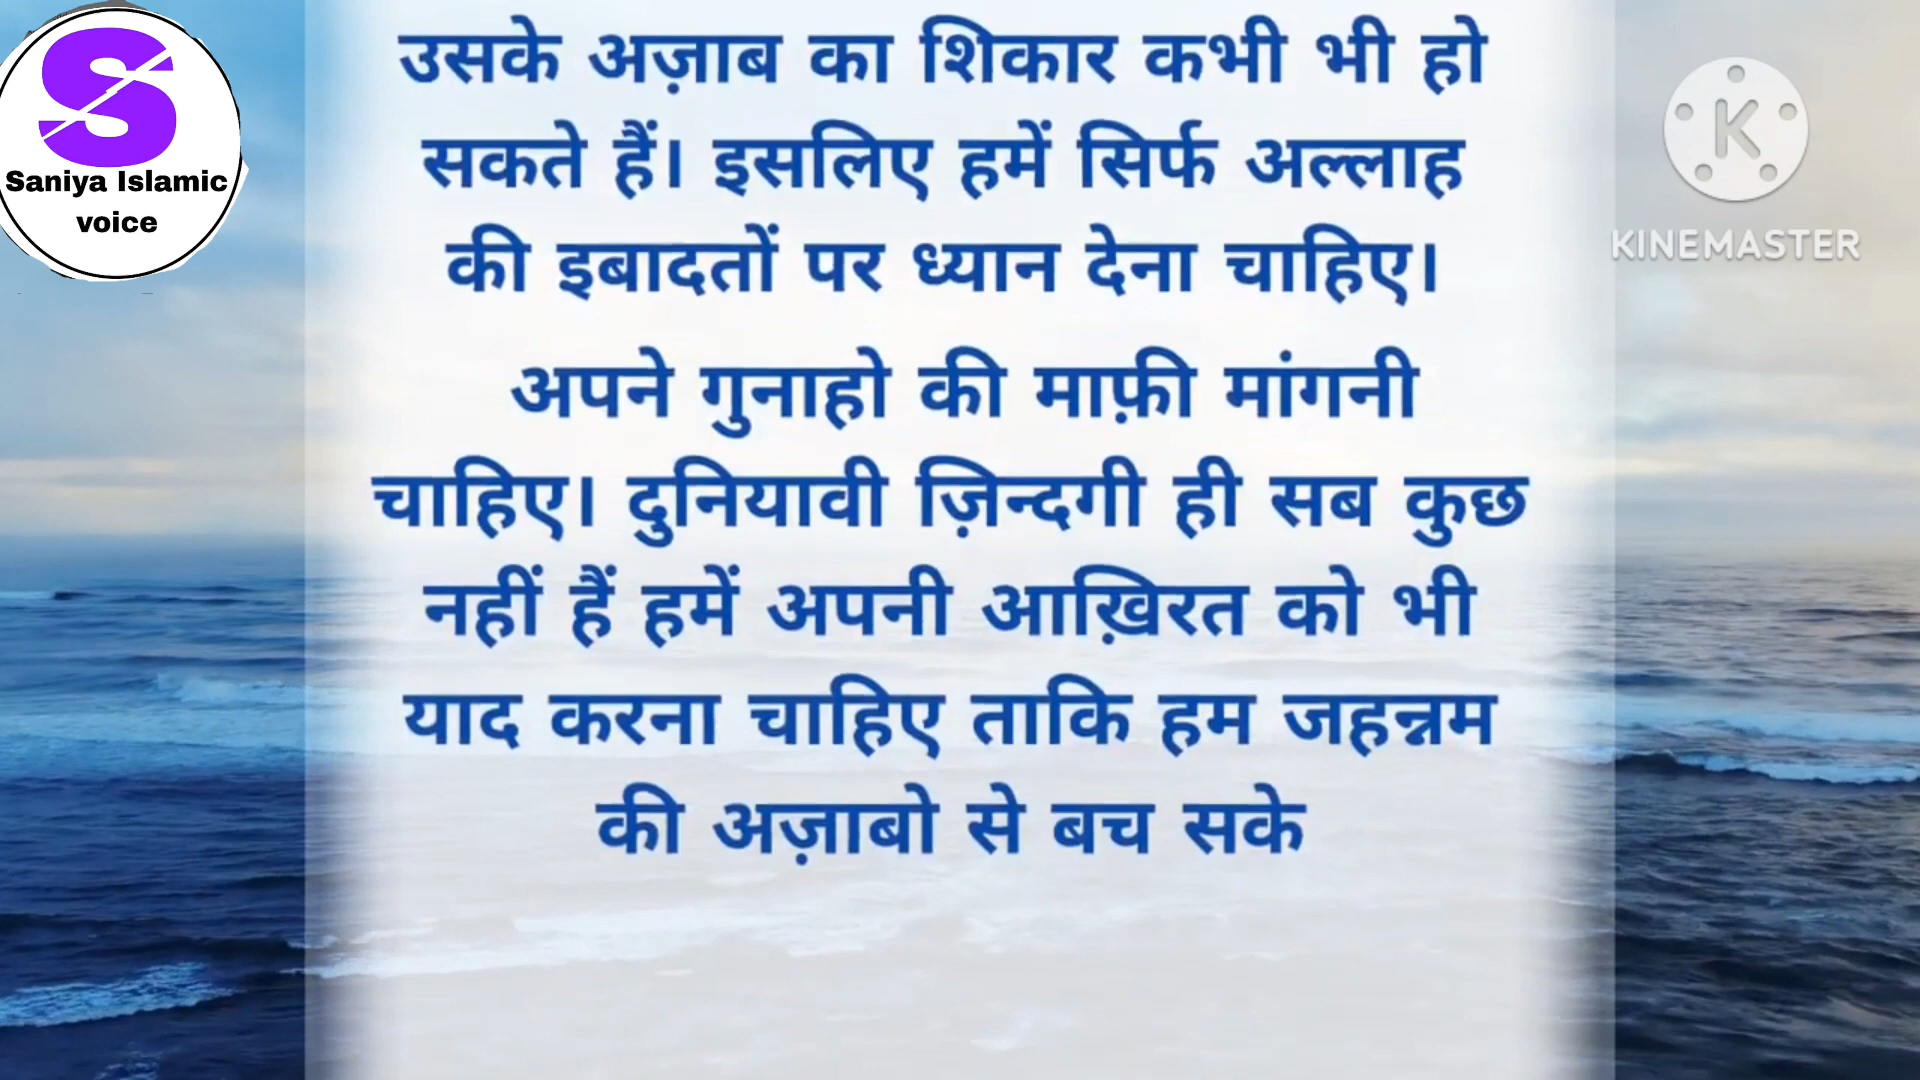 उसके अज़ाब का शिकार कभी भी हो
सकते हैं। इसलिए हमें सिर्फ अल्लाह
की इबादतों पर ध्यान देना चाहिए।
अपने गुनाहो की माफ़ी मांगनी
चाहिए। दुनियावी ज़िन्दगी ही सब कुछ
नहीं हैं हमें अपनी आख़िरत को भी
याद करना चाहिए ताकि हम जहन्नम
की अज़ाबो से बच सके
S
Saniya Islamic
voice
K
KINEMASTER